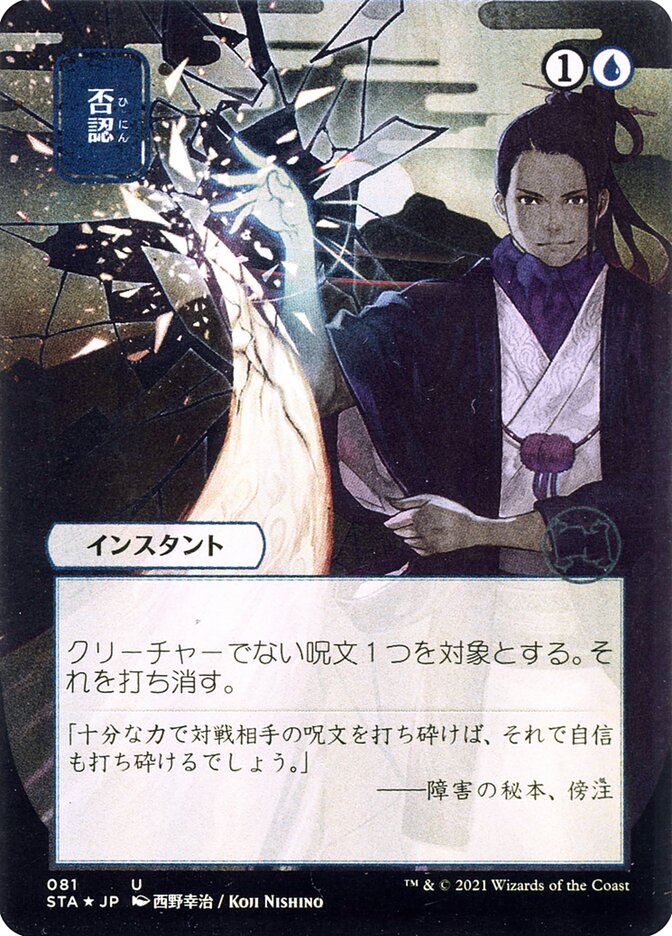 否認
ひにん
1
インスタント
クリーチャーでない呪文1つを対象とする。そ
れを打ち消す。
「十分な力で対戦相手の呪文を打ち砕けば、それで自信
も打ち砕けるでしょう。」
——障害の秘本、傍注
081 U
STA★JP 西野幸治 / Koji Nishino
™ & © 2021 Wizards of the Coast